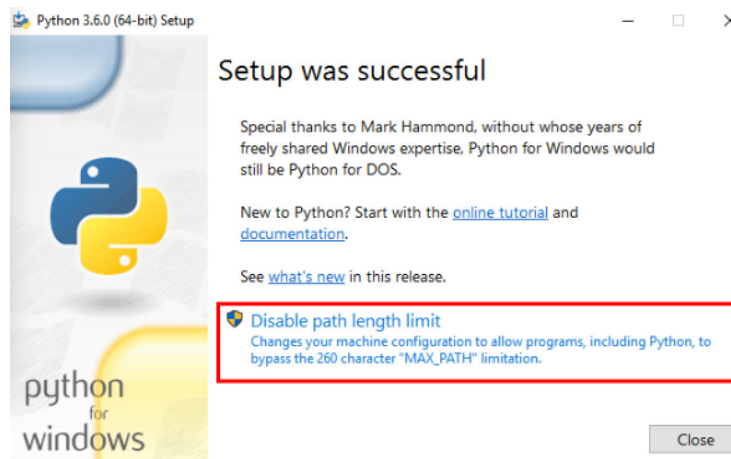 Python 3.6.0 (64-bit) Setup
Setup was successful
Special thanks to Mark Hammond, without whose years of
freely shared Windows expertise, Python for Windows would
still be Python for DOS.
New to Python? Start with the online tutorial and
documentation.
See what's new in this release.
Disable path length limit
Changes your machine configuration to allow programs, including Python, to
bypass the 260 character "MAX_PATH" limitation.
python
for
windows
Close